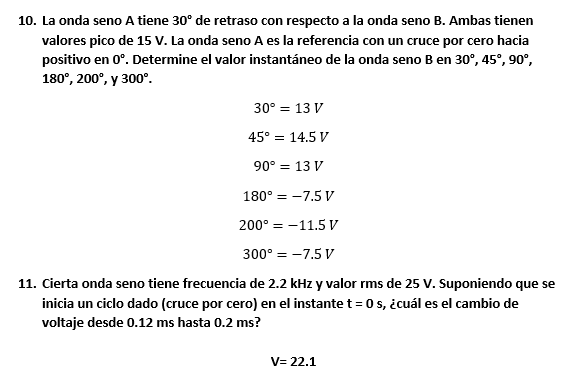 10. La onda seno A tiene 30° de retraso con respecto a la onda seno B. Ambas tienen
valores pico de 15 V. La onda seno A es la referencia con un cruce por cero hacia
positivo en 0°. Determine el valor instantáneo de la onda seno B en 30°, 45°, 90°,
180°, 200°, y 300°.
30° = 13 V
45° = 14.5 V
90° = 13 V
180° = −7.5 V
200° = −11.5 V
300° = −7.5 V
11. Cierta onda seno tiene frecuencia de 2.2 kHz y valor rms de 25 V. Suponiendo que se
inicia un ciclo dado (cruce por cero) en el instante t = 0 s, ¿cuál es el cambio de
voltaje desde 0.12 ms hasta 0.2 ms?
V= 22.1